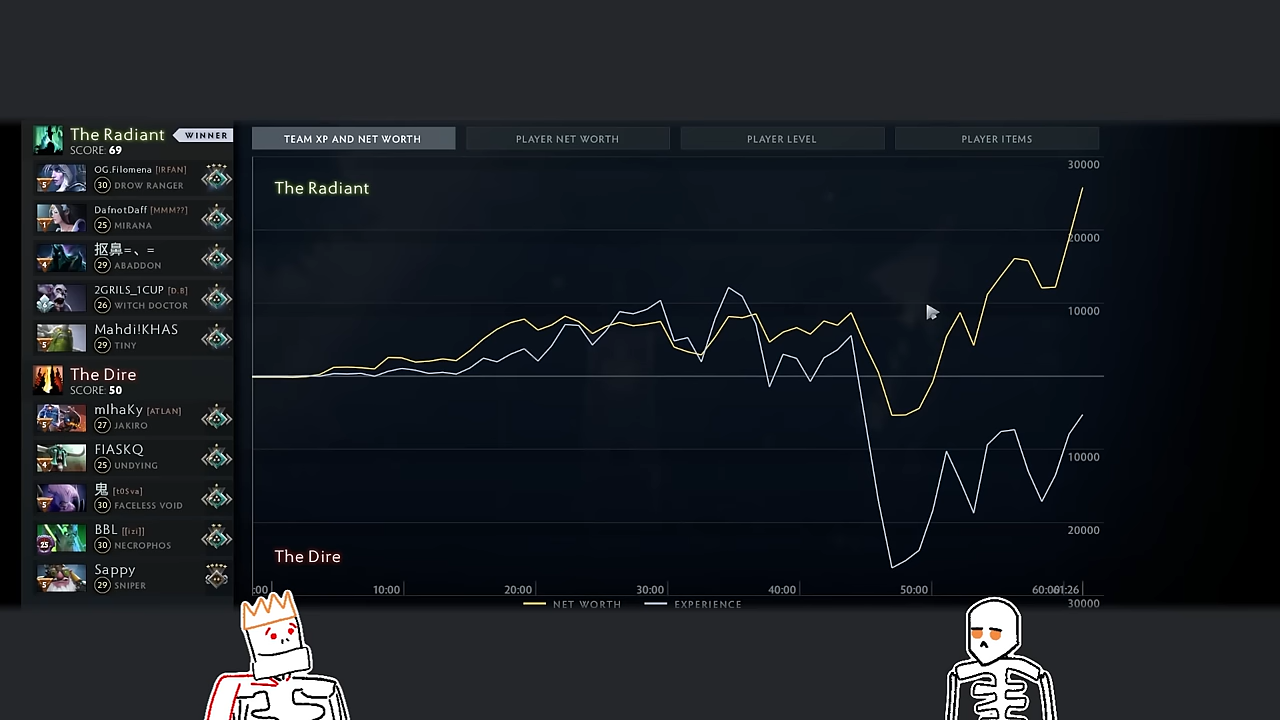 The Radiant
WINNER
SCORE: 69
OG.Filomena [IRFAN]
30 DROW RANGER
DafnotDaff [MMM??]
25 MIRANA
抠鼻=、=
29 ABADDON
2GRILS_1CUP [D.B]
26 WITCH DOCTOR
Mahdi!KHAS
29 TINY
The Dire
SCORE: 50
mIhaKy [ATLAN]
27 JAKIRO
FIASKQ
25 UNDYING
鬼 [t05va]
30 FACELESS VOID
BBL [[izi]]
30 NECROPHOS
Sappy
29 SNIPER
TEAM XP AND NET WORTH
PLAYER NET WORTH
PLAYER LEVEL
PLAYER ITEMS
The Radiant
30000
20000
10000
10000
20000
30000
The Dire
:00 10:00 20:00 30:00 40:00 50:00
NET WORTH EXPERIENCE